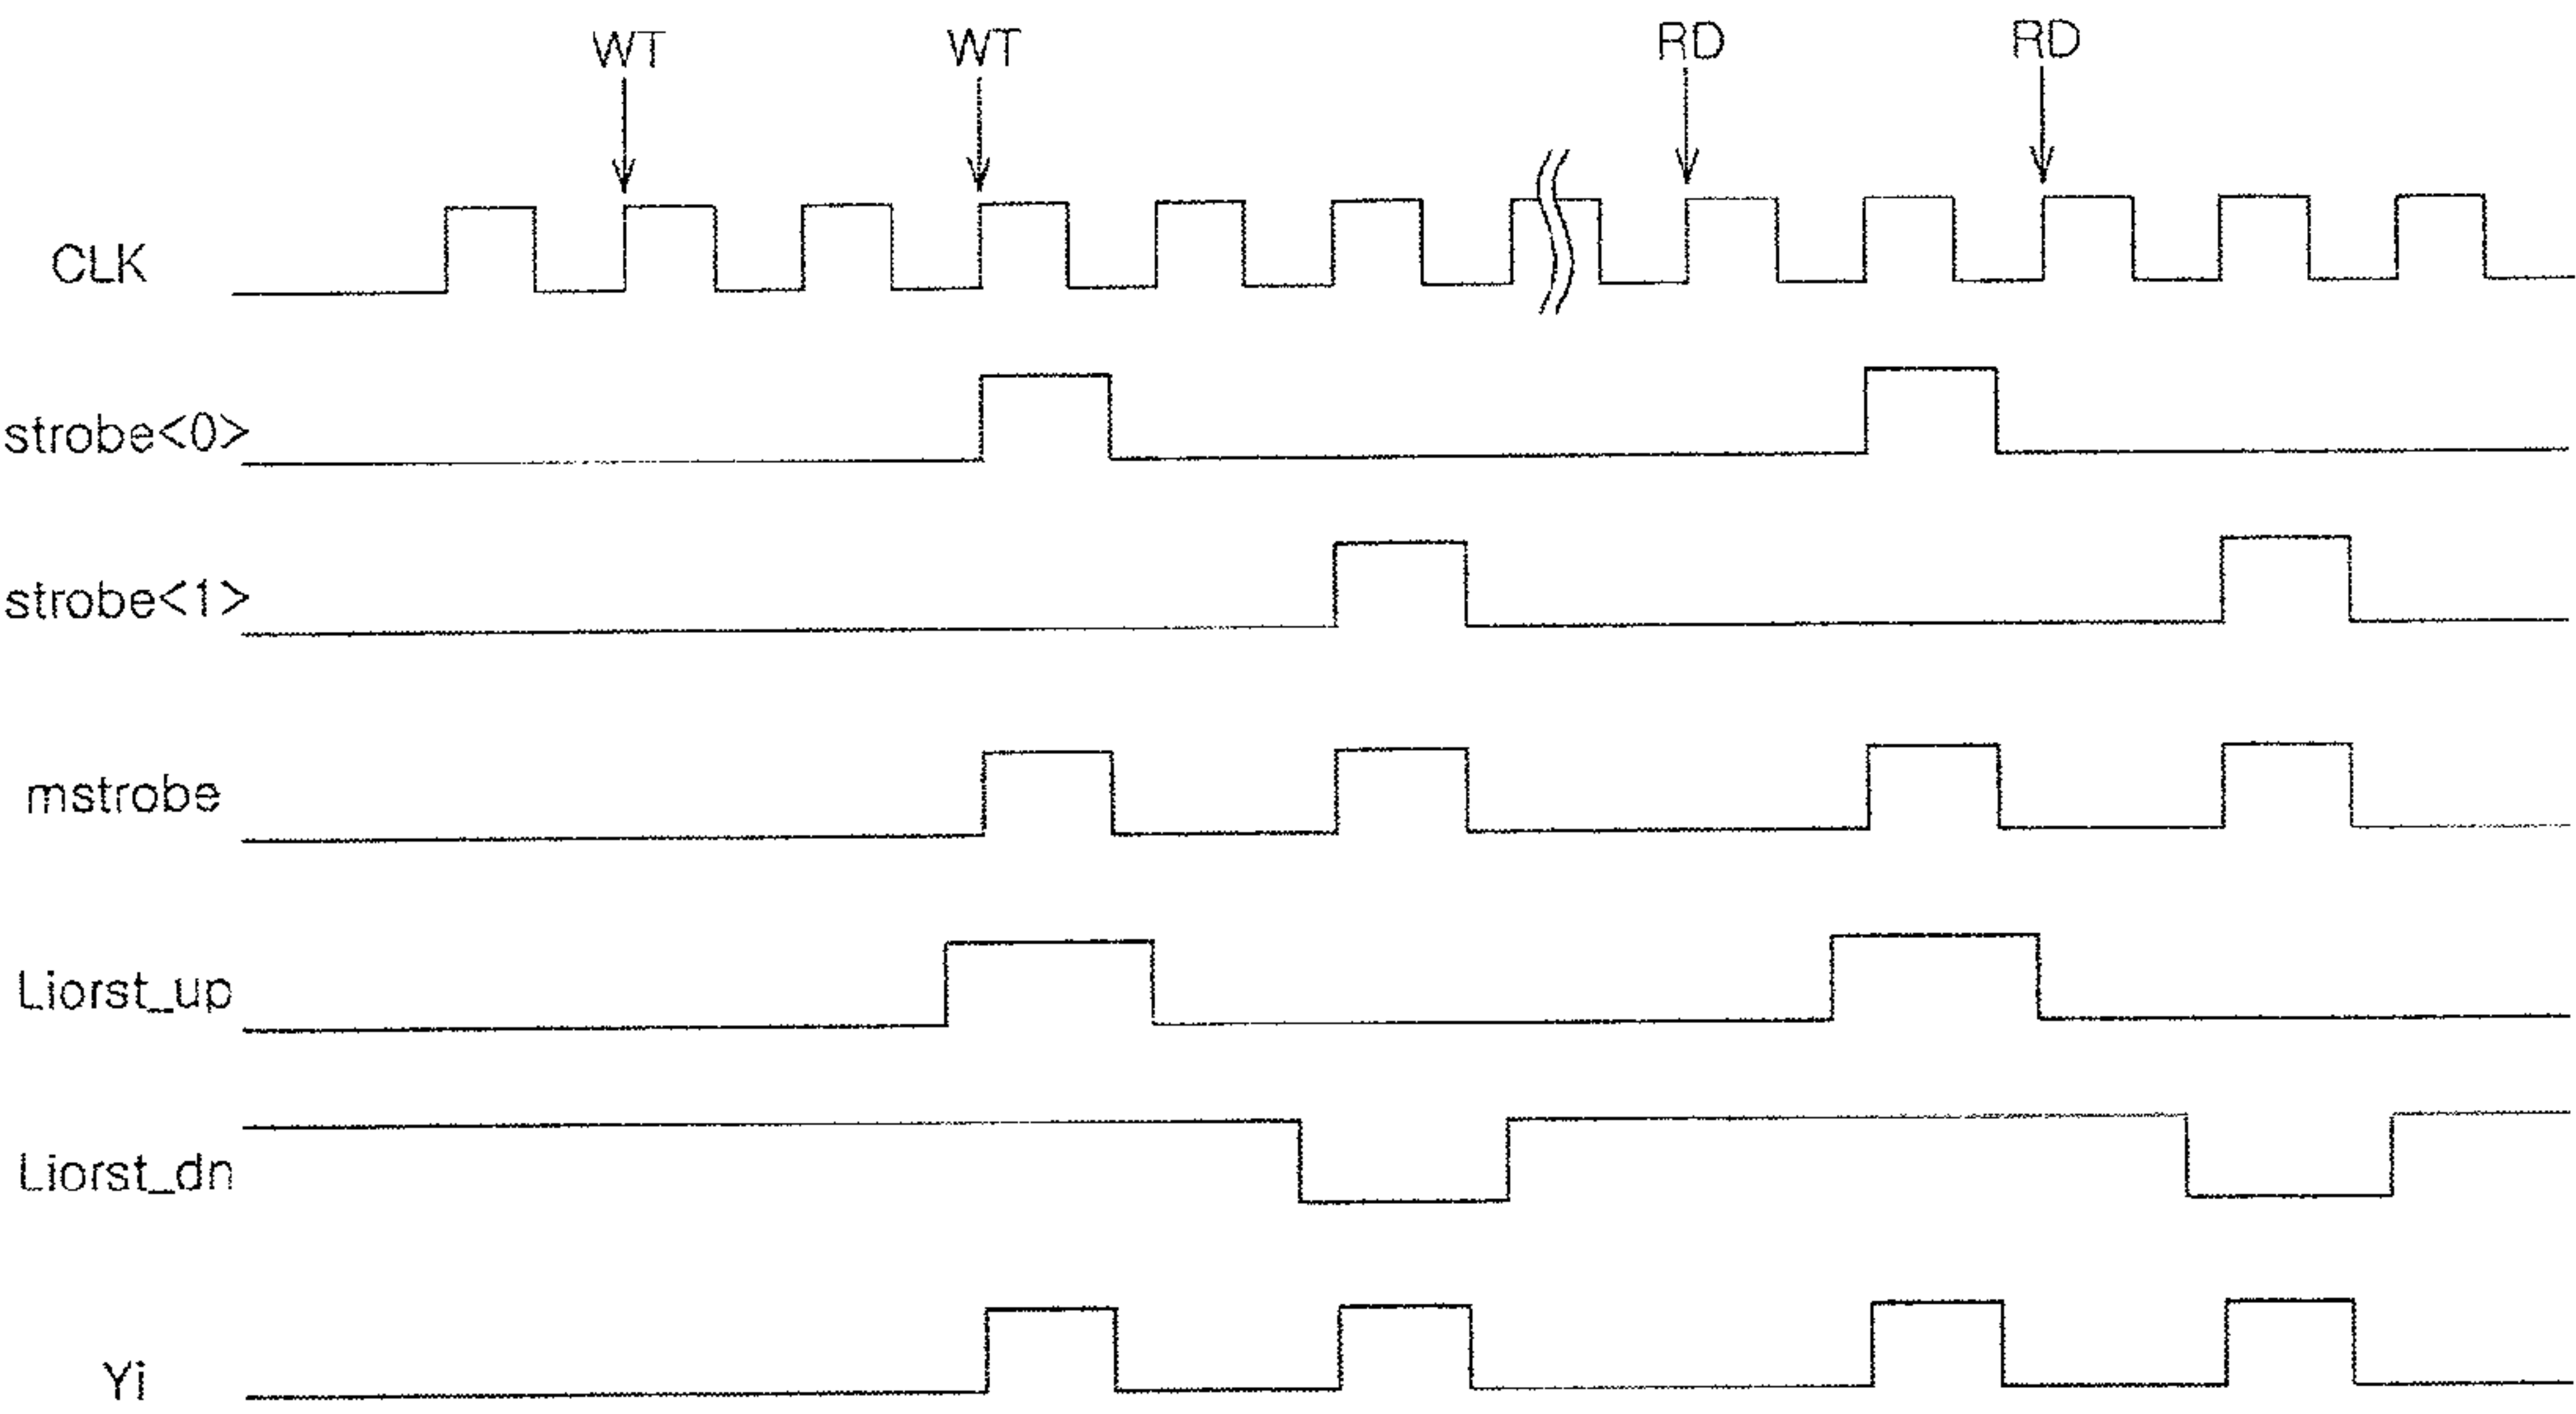 WT WT RD RD
CLK
strobe<0>
strobe<1>
mstrobe
Liorst_up
Liorst_dn
Yi